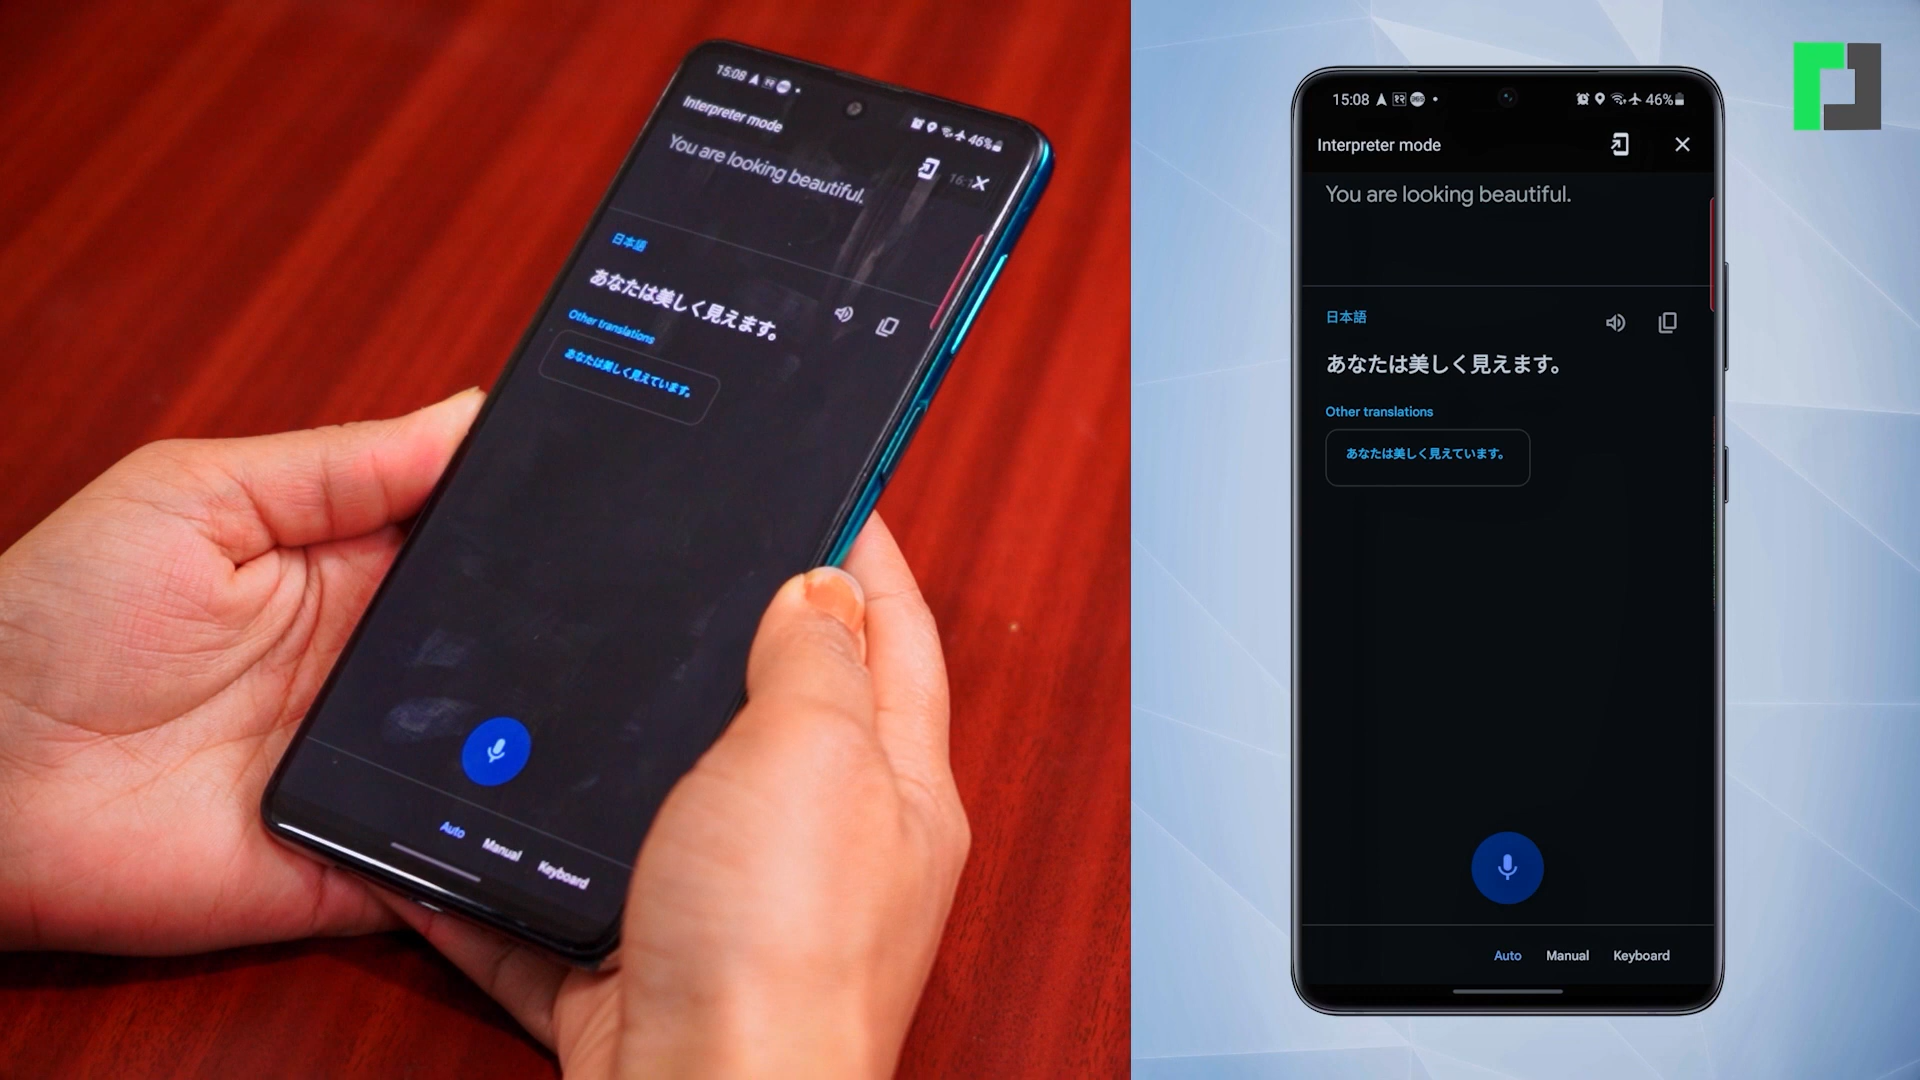 15:08 46%
Interpreter mode
You are looking beautiful.
日本語
あなたは美しく見えます。
Other translations
あなたは美しく見えています。
Auto Manual Keyboard
15:08 46%
Interpreter mode
You are looking beautiful.
日本語
あなたは美しく見えます。
Other translations
あなたは美しく見えています。
Auto Manual Keyboard